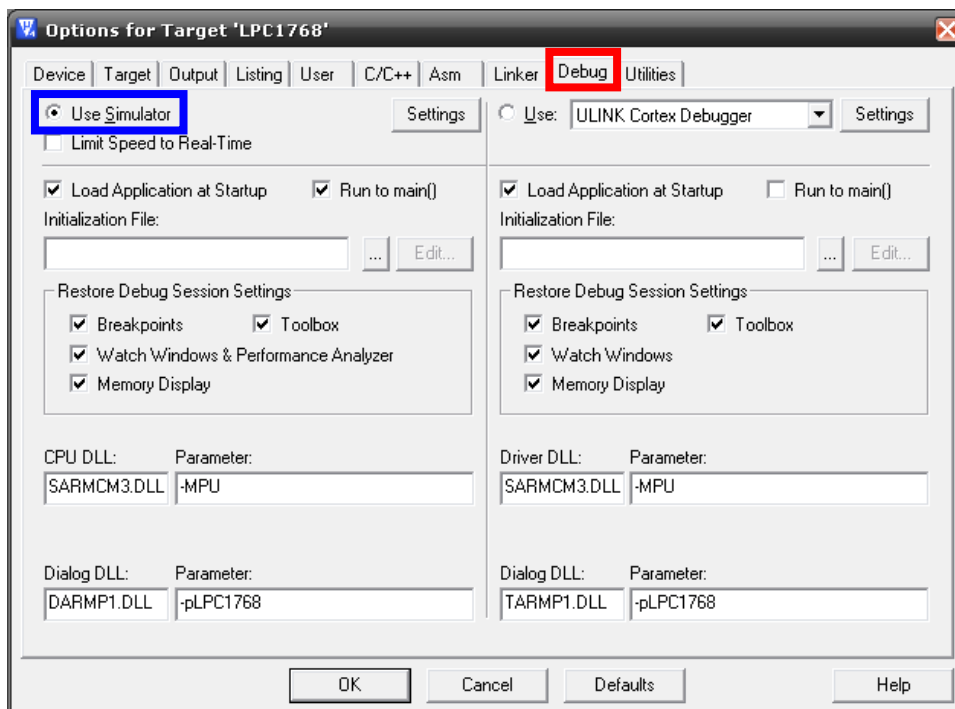 Options for Target 'LPC1768'
Device Target Output Listing User C/C++ Asm Linker Debug Utilities
Use Simulator Settings
Limit Speed to Real-Time
Use: ULINK Cortex Debugger Settings
Load Application at Startup Run to main()
Initialization File:
... Edit...
Restore Debug Session Settings
Breakpoints Toolbox
Watch Windows & Performance Analyzer
Memory Display
CPU DLL: Parameter:
SARMCM3.DLL -MPU
Dialog DLL: Parameter:
DARMP1.DLL -pLPC1768
Load Application at Startup Run to main()
Initialization File:
... Edit...
Restore Debug Session Settings
Breakpoints Toolbox
Watch Windows
Memory Display
Driver DLL: Parameter:
SARMCM3.DLL -MPU
Dialog DLL: Parameter:
TARMP1.DLL -pLPC1768
OK Cancel Defaults Help